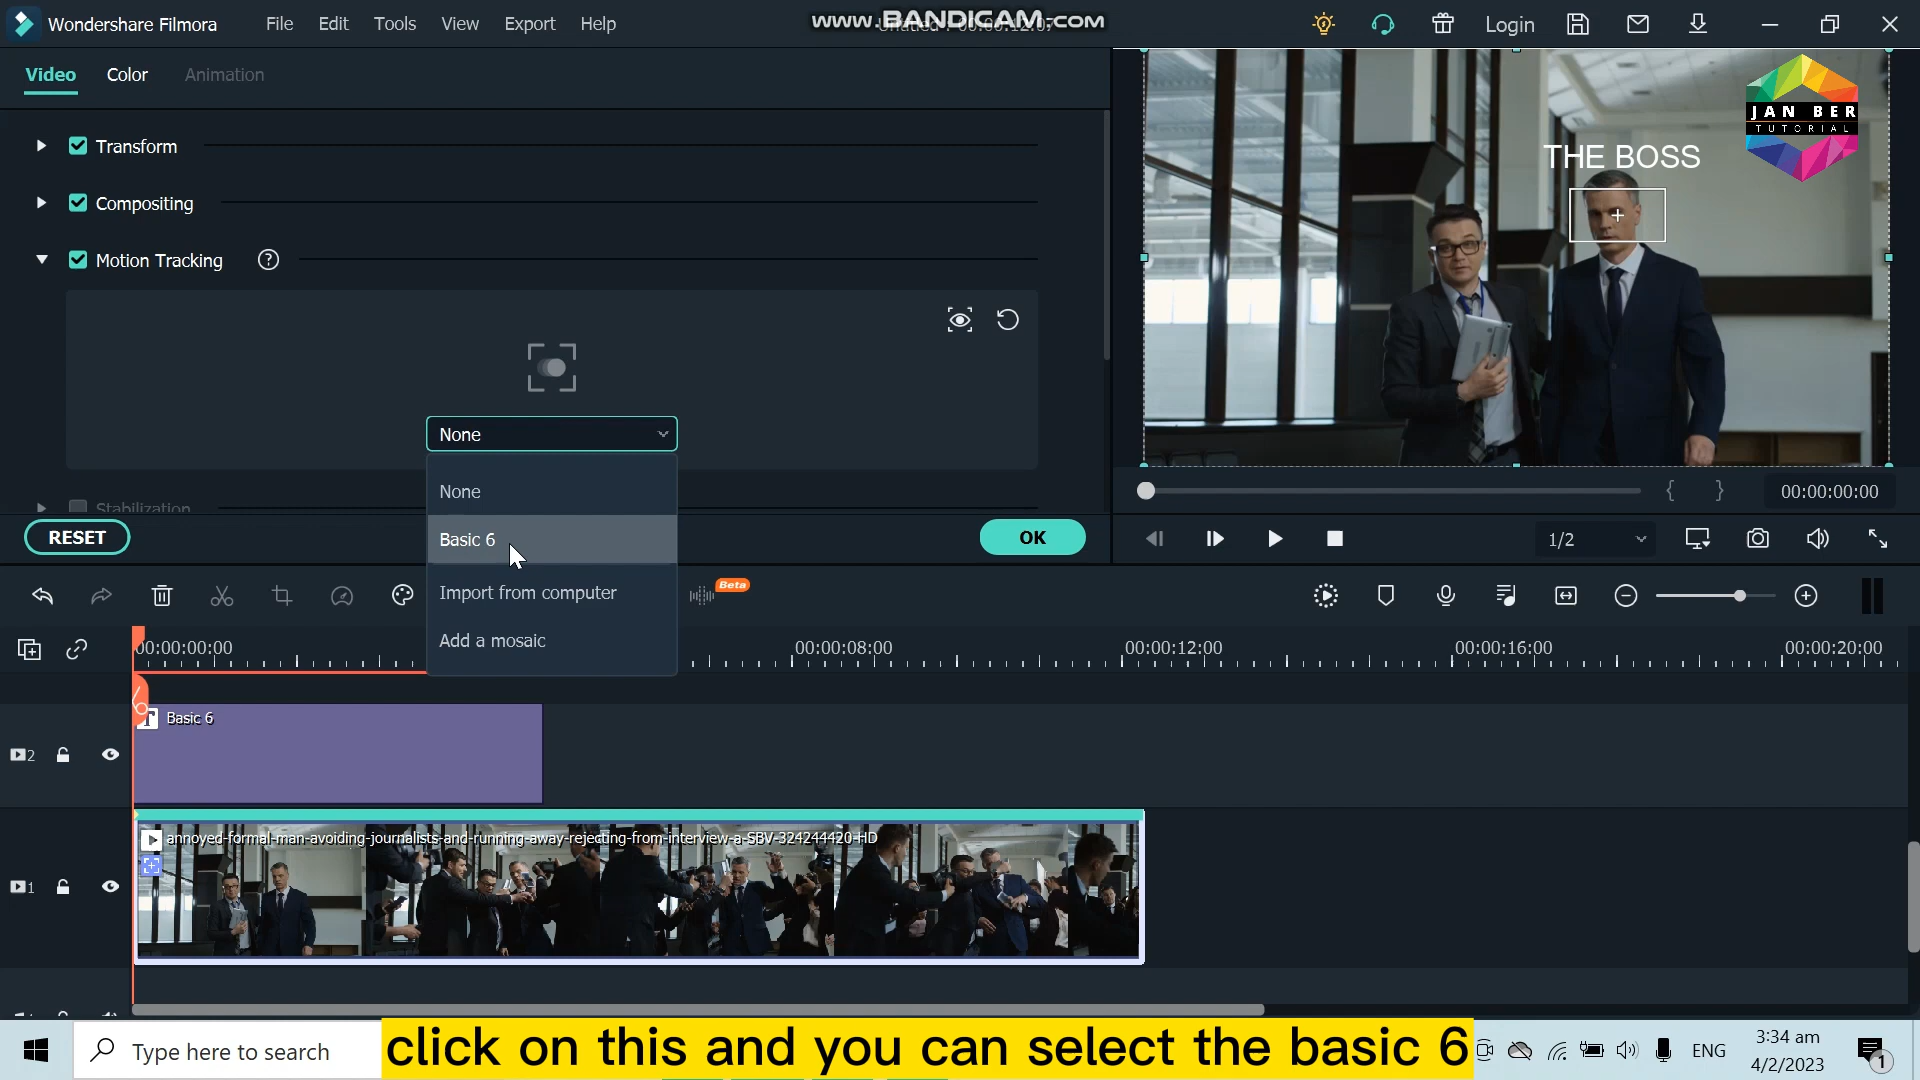 Wondershare Filmora
File Edit Tools View Export Help
www.BANDICAM.com
Login
Video Color Animation
Transform
Compositing
Motion Tracking
None
None
Basic 6
Import from computer
Add a mosaic
Stabilization
RESET
OK
JAN BER
TUTORIAL
THE BOSS
00:00:00:00
1/2
Beta
00:00:00:00 00:00:08:00 00:00:12:00 00:00:16:00 00:00:20:00
Basic 6
2
annoyed-formal-man-avoiding-journalists-and-running-away-rejecting-from-interview-a-SBV-324244420-HD
1
Type here to search
click on this and you can select the basic 6
ENG
3:34 am
4/2/2023
1